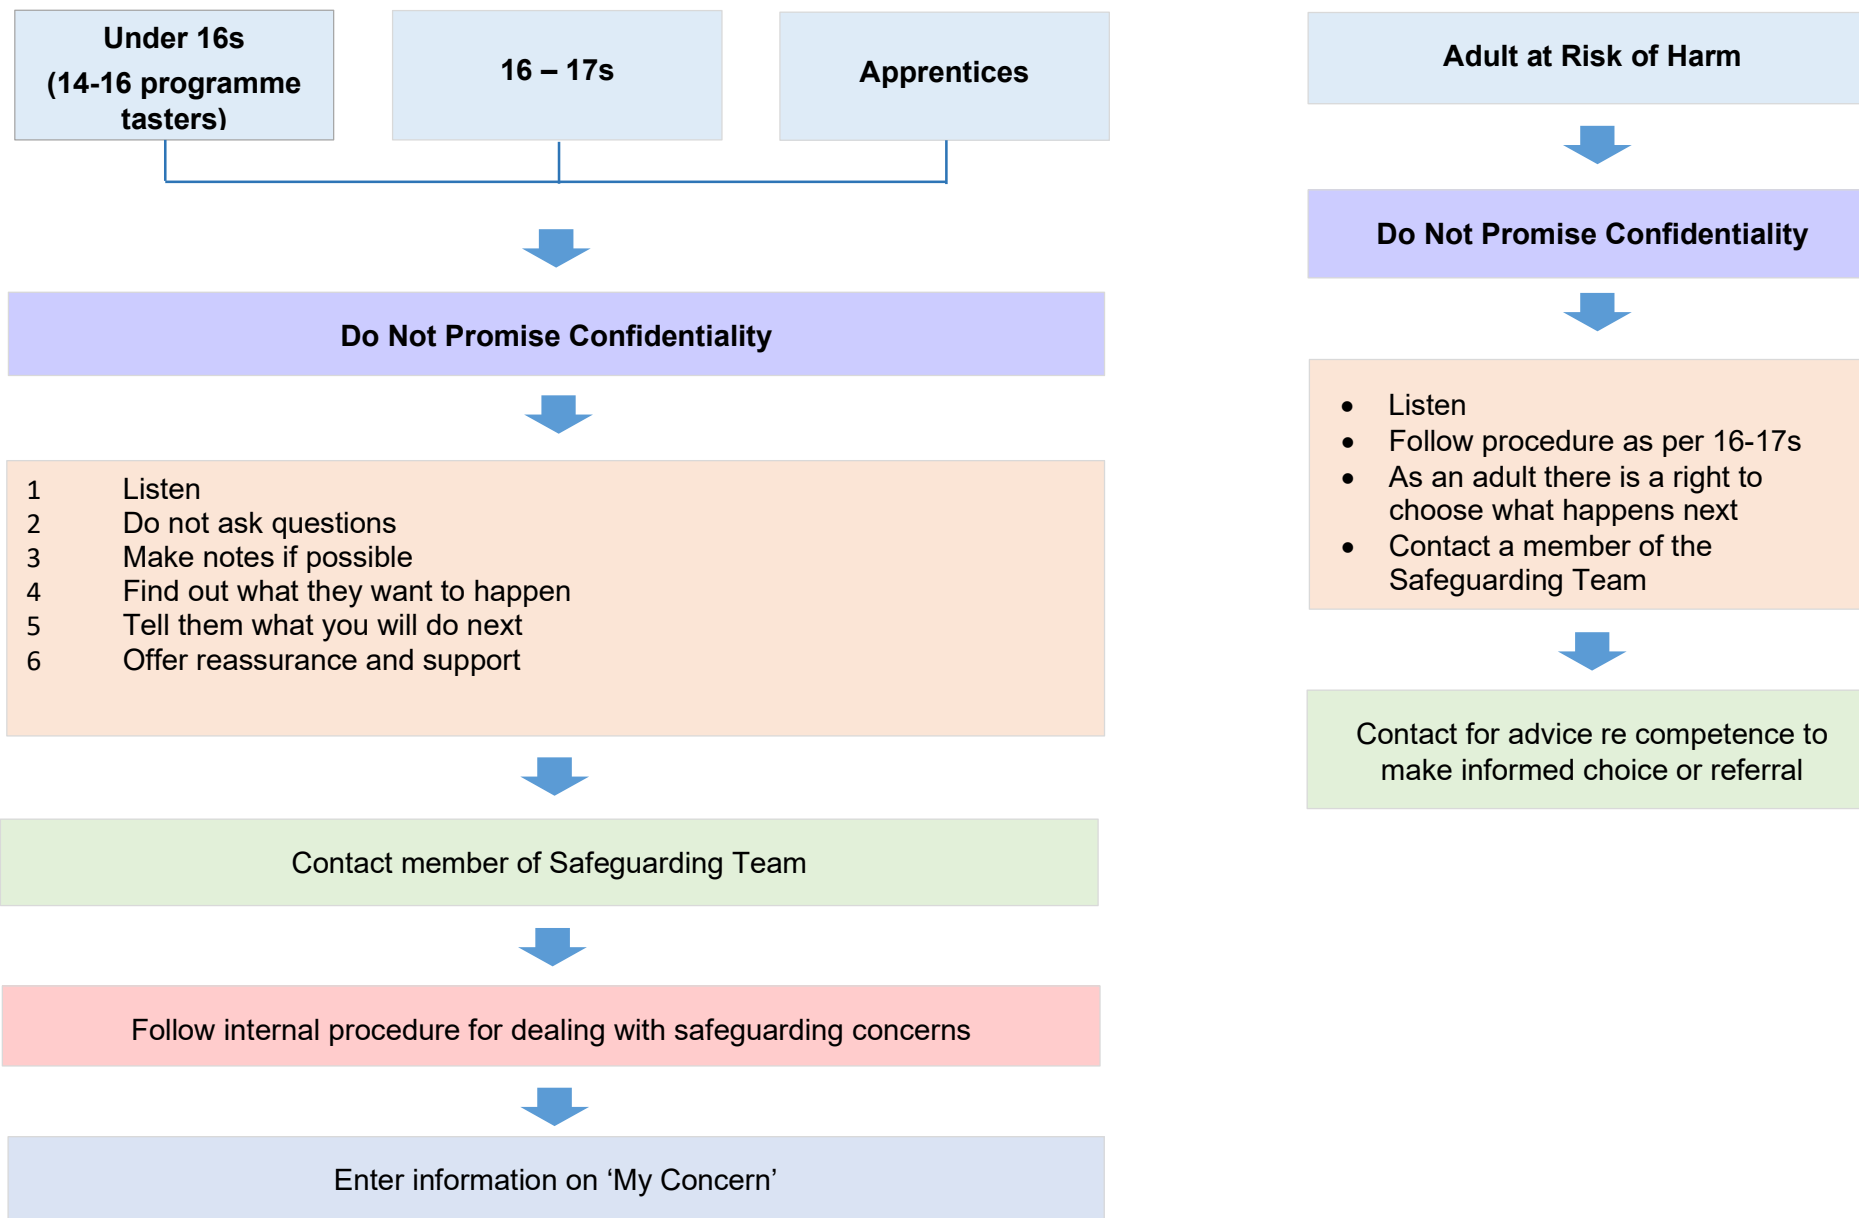 Under 16s
(14-16 programme
tasters)
16 – 17s
Apprentices
Do Not Promise Confidentiality
1 Listen
2 Do not ask questions
3 Make notes if possible
4 Find out what they want to happen
5 Tell them what you will do next
6 Offer reassurance and support
Contact member of Safeguarding Team
Follow internal procedure for dealing with safeguarding concerns
Enter information on ‘My Concern’
Adult at Risk of Harm
Do Not Promise Confidentiality
• Listen
• Follow procedure as per 16-17s
• As an adult there is a right to
choose what happens next
• Contact a member of the
Safeguarding Team
Contact for advice re competence to
make informed choice or referral